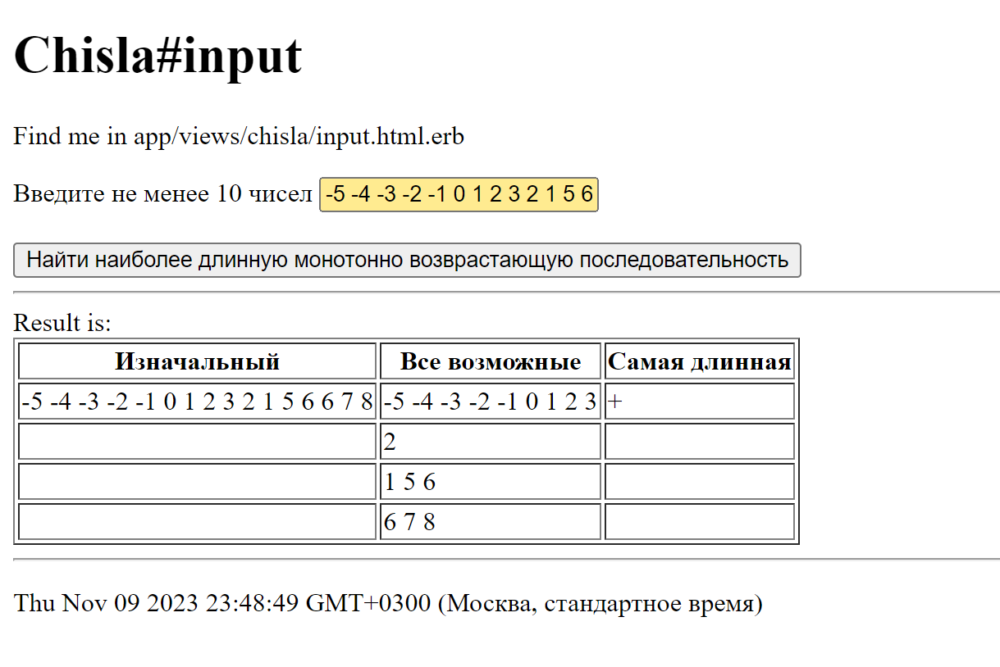 Chisla#input
Find me in app/views/chisla/input.html.erb
Введите не менее 10 чисел -5 -4 -3 -2 -1 0 1 2 3 2 1 5 6
Найти наиболее длинную монотонно возврастающую последовательность
Result is:
Изначальный Все возможные Самая длинная
-5 -4 -3 -2 -1 0 1 2 3 2 1 5 6 6 7 8 -5 -4 -3 -2 -1 0 1 2 3 +
2
1 5 6
6 7 8
Thu Nov 09 2023 23:48:49 GMT+0300 (Москва, стандартное время)